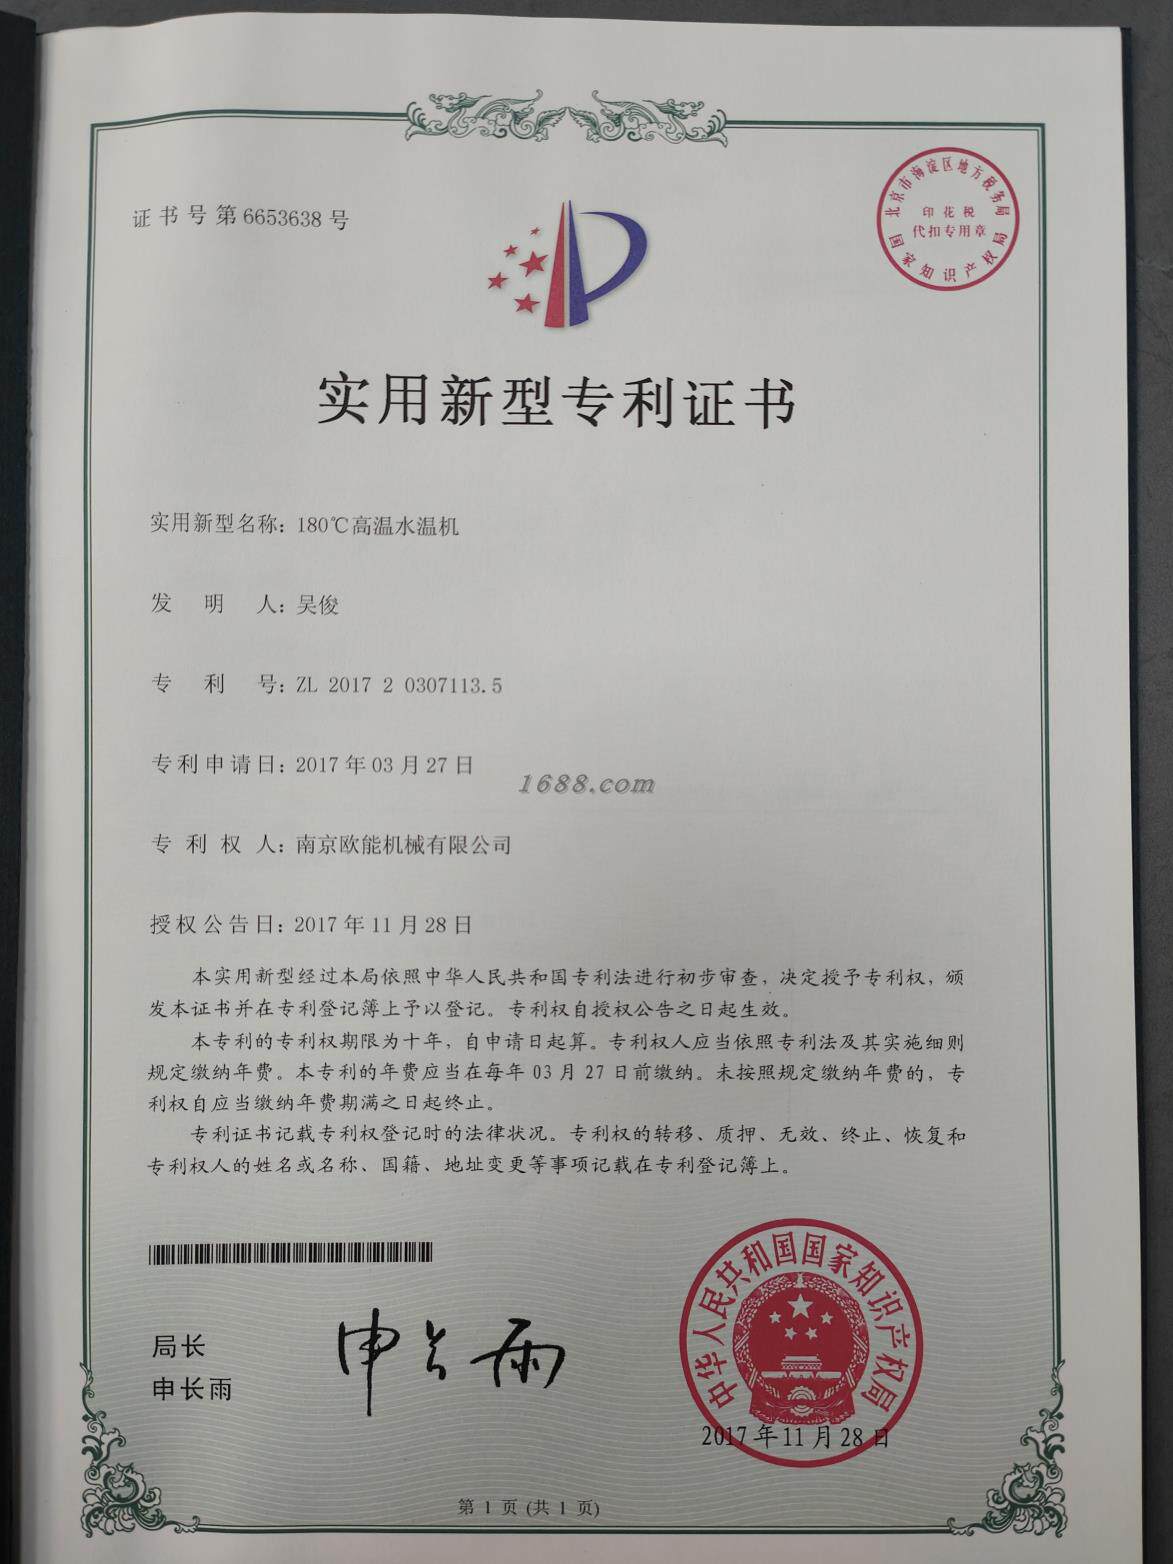 证书号第6653638号
北京市海淀区地方税务局
印花税
代扣专用章
国家知识产权局
实用新型专利证书
实用新型名称：180℃高温水温机
发明人：吴俊
专利号：ZL 2017 2 0307113.5
专利申请日：2017年03月27日
1688.com
专利权人：南京欧能机械有限公司
授权公告日：2017年11月28日
本实用新型经过本局依照中华人民共和国专利法进行初步审查，决定授予专利权，颁
发本证书并在专利登记簿上予以登记。专利权自授权公告之日起生效。
本专利的专利权期限为十年，自申请日起算。专利权人应当依照专利法及其实施细则
规定缴纳年费。本专利的年费应当在每年03月27日前缴纳。未按照规定缴纳年费的，专
利权自应当缴纳年费期满之日起终止。
专利证书记载专利权登记时的法律状况。专利权的转移、质押、无效、终止、恢复和
专利权人的姓名或名称、国籍、地址变更等事项记载在专利登记簿上。
局长
申长雨
申长雨
中华人民共和国国家知识产权局
2017年11月28日
第1页(共1页)